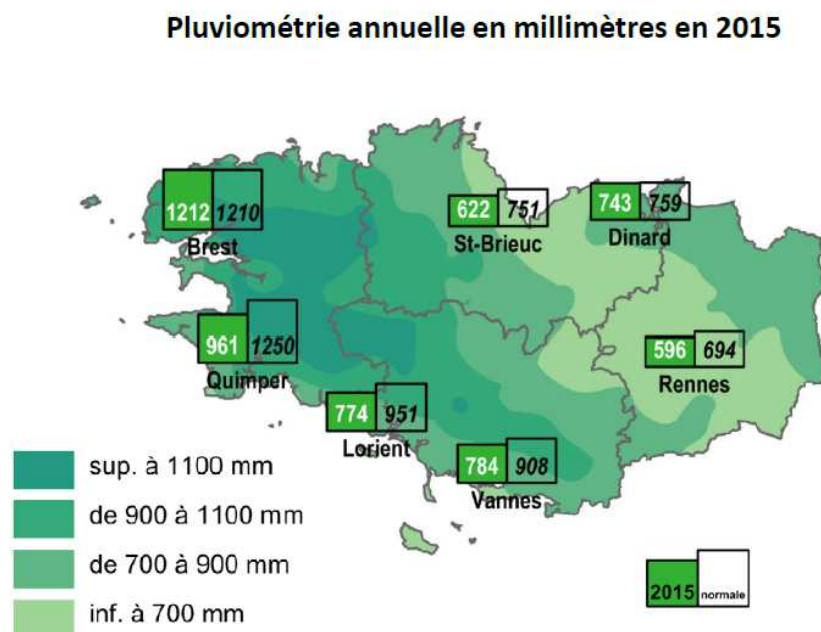 Pluviométrie annuelle en millimètres en 2015
1212 1210
Brest
622 751
St-Brieuc
743 759
Dinard
961 1250
Quimper
596 694
Rennes
774 951
Lorient
784 908
Vannes
sup. à 1100 mm
de 900 à 1100 mm
de 700 à 900 mm
inf. à 700 mm
2015 normale